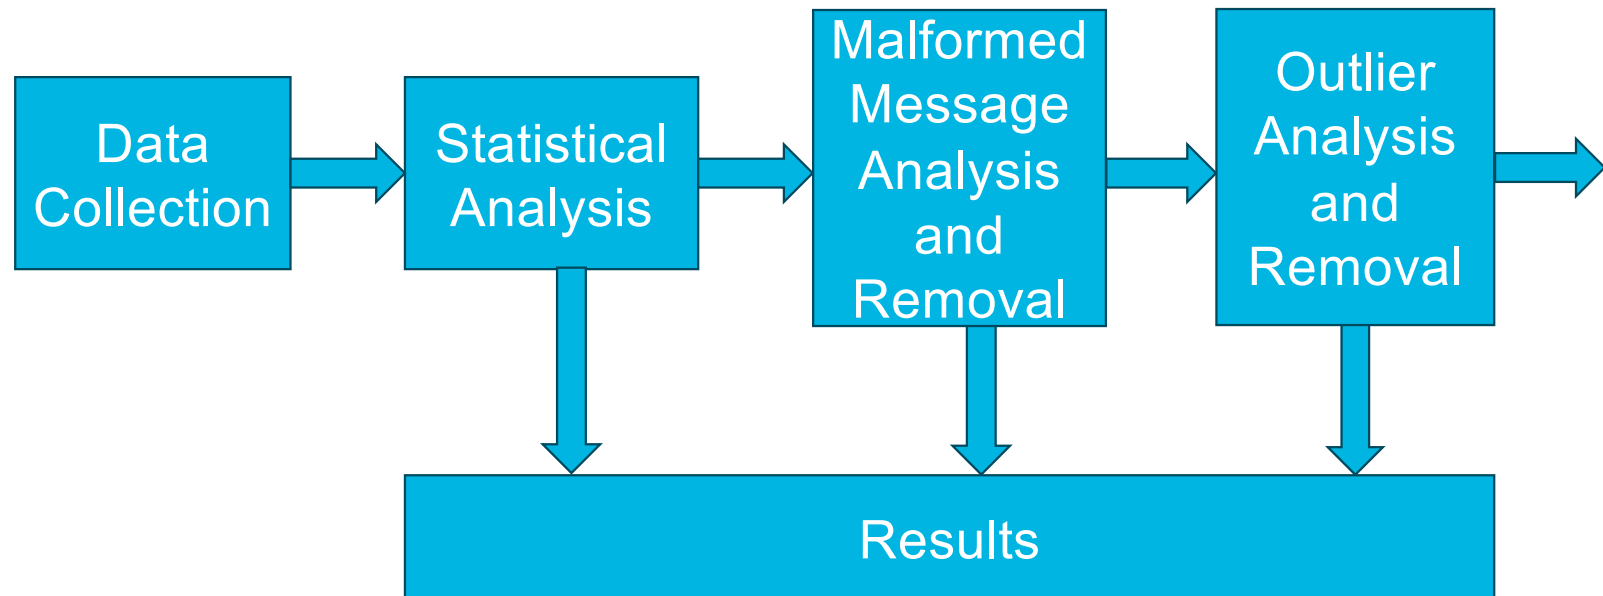 Data
Collection
Statistical
Analysis
Malformed
Message
Analysis
and
Removal
Outlier
Analysis
and
Removal
Results